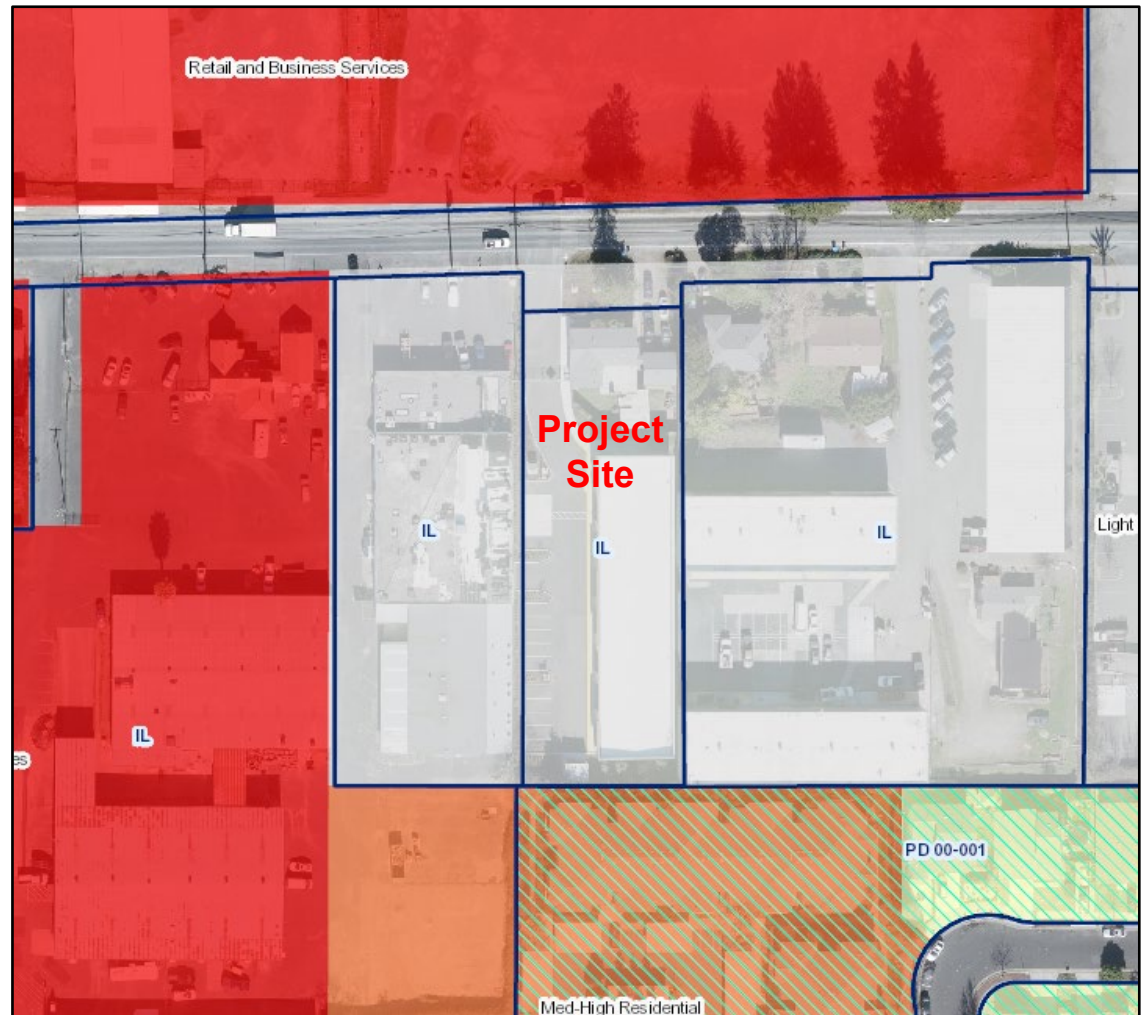 Retail and Business Services
Project
Site
IL
IL
IL
Light
IL
es
PD 00-001
Med-High Residential